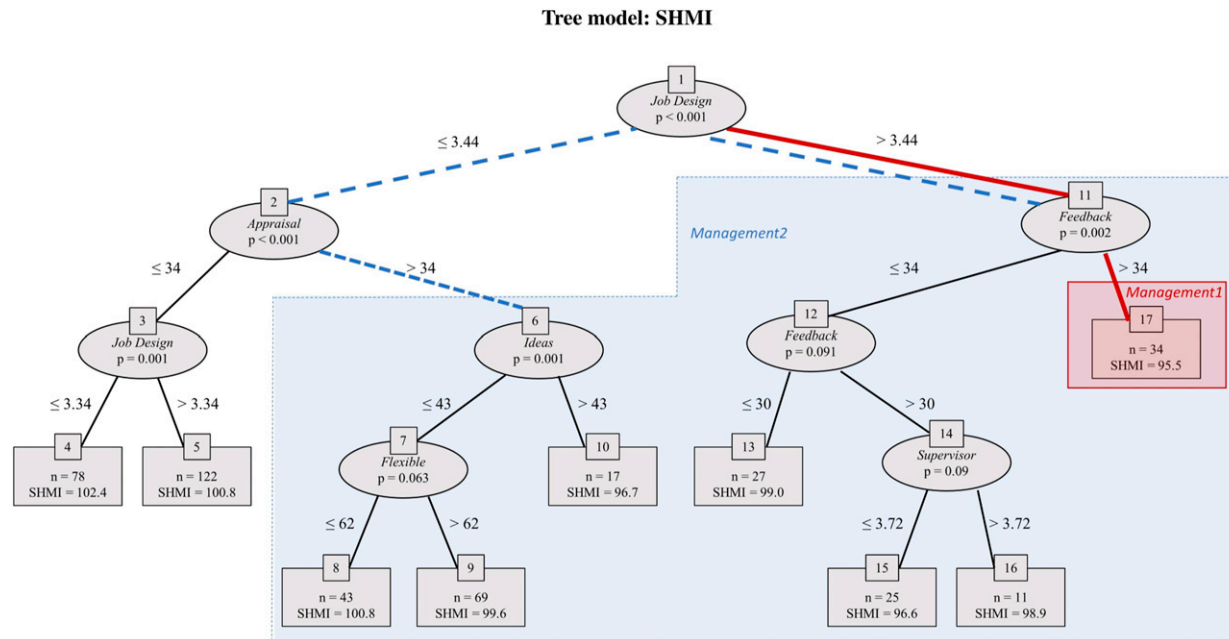 Tree model: SHMI
1
Job Design
p < 0.001
≤ 3.44
> 3.44
2
Appraisal
p < 0.001
11
Feedback
p = 0.002
Management2
≤ 34
> 34
≤ 34
> 34
Management1
3
Job Design
p = 0.001
6
Ideas
p = 0.001
12
Feedback
p = 0.091
17
n = 34
SHMI = 95.5
≤ 3.34
> 3.34
≤ 43
> 43
≤ 30
> 30
4
n = 78
SHMI = 102.4
5
n = 122
SHMI = 100.8
7
Flexible
p = 0.063
10
n = 17
SHMI = 96.7
13
n = 27
SHMI = 99.0
14
Supervisor
p = 0.09
≤ 62
> 62
≤ 3.72
> 3.72
8
n = 43
SHMI = 100.8
9
n = 69
SHMI = 99.6
15
n = 25
SHMI = 96.6
16
n = 11
SHMI = 98.9